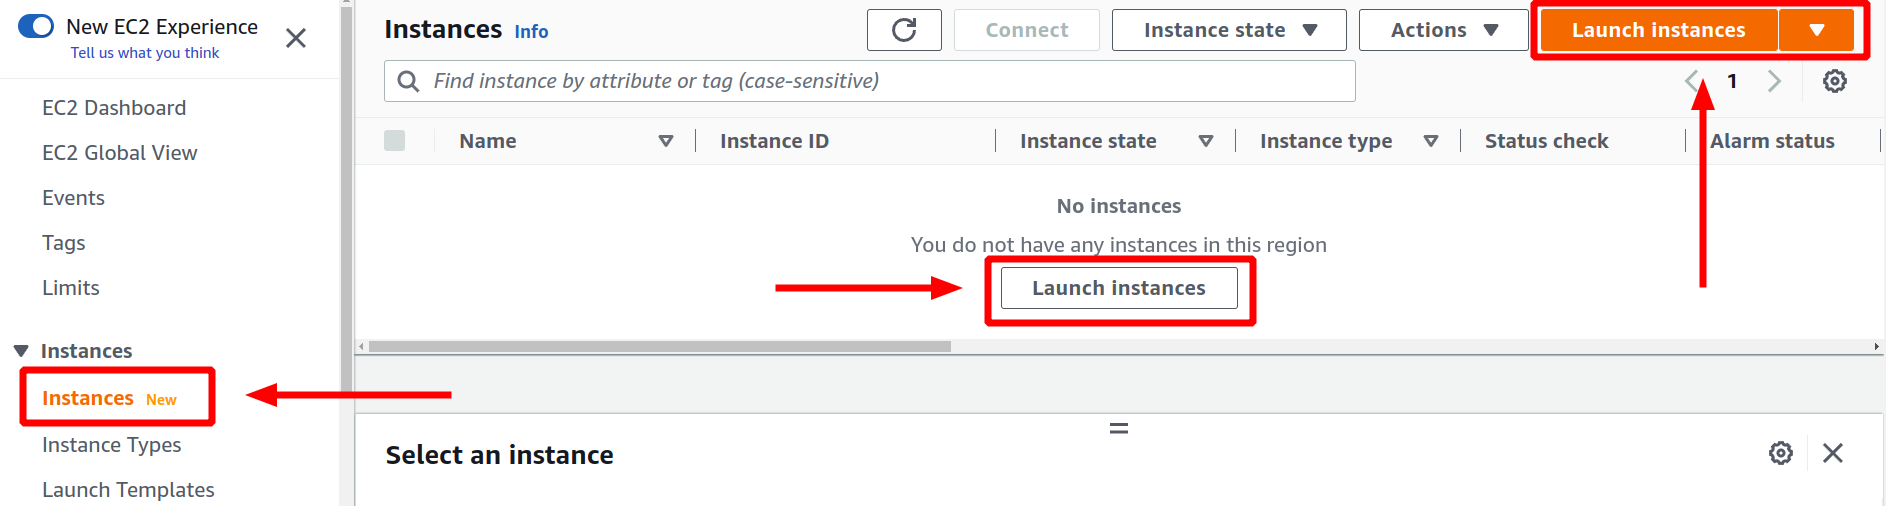 New EC2 Experience
Tell us what you think
EC2 Dashboard
EC2 Global View
Events
Tags
Limits
Instances
Instances New
Instance Types
Launch Templates
Instances Info
Connect
Instance state
Actions
Launch instances
Find instance by attribute or tag (case-sensitive)
1
Name Instance ID Instance state Instance type Status check Alarm status
No instances
You do not have any instances in this region
Launch instances
Select an instance